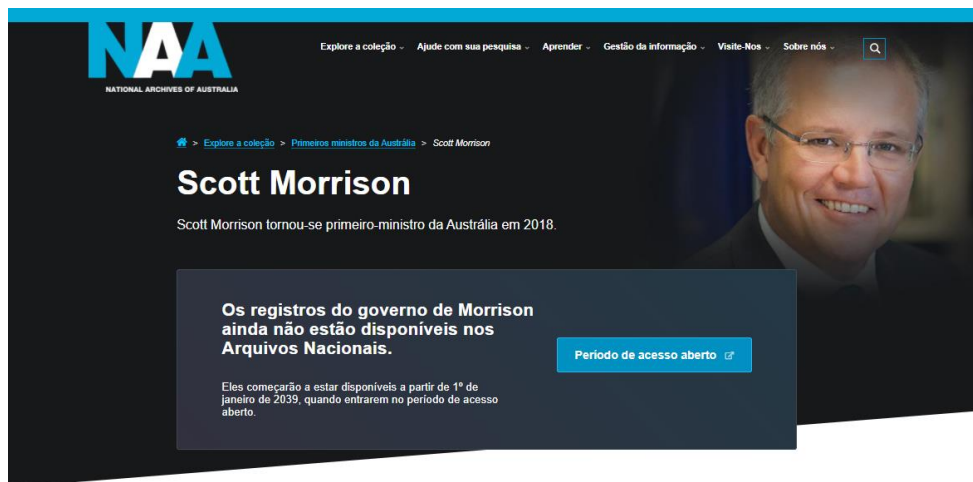 NAA
NATIONAL ARCHIVES OF AUSTRALIA
Explore a coleção
Ajude com sua pesquisa
Aprender
Gestão da informação
Visite-Nos
Sobre nós
> Explore a coleção > Primeiros ministros da Austrália > Scott Morrison
Scott Morrison
Scott Morrison tornou-se primeiro-ministro da Austrália em 2018.
Os registros do governo de Morrison
ainda não estão disponíveis nos
Arquivos Nacionais.
Eles começarão a estar disponíveis a partir de 1º de
janeiro de 2039, quando entrarem no período de acesso
aberto.
Período de acesso aberto